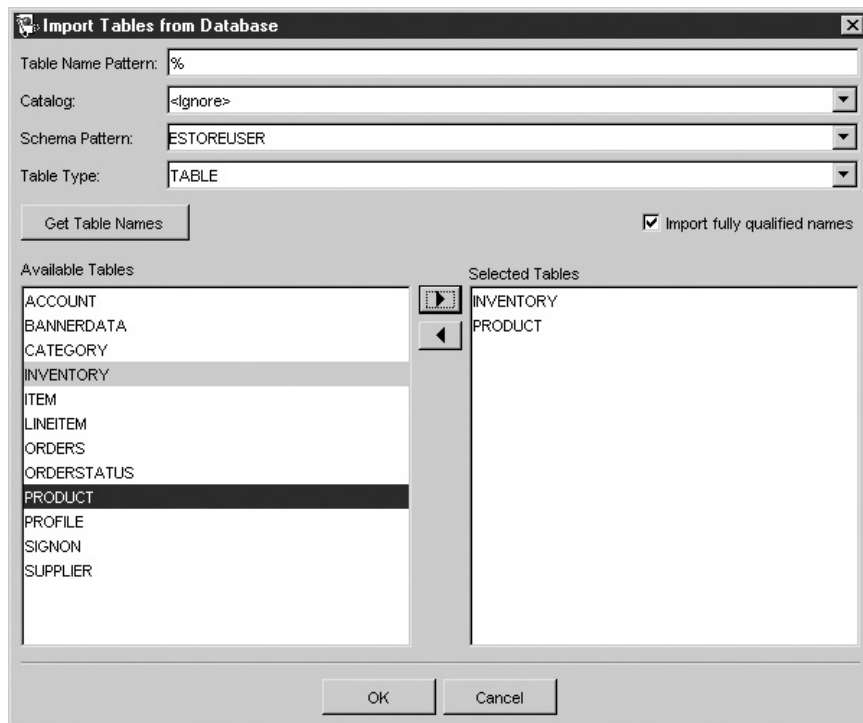 Import Tables from Database
Table Name Pattern: %
Catalog: <Ignore>
Schema Pattern: ESTOREUSER
Table Type: TABLE
Get Table Names
Import fully qualified names
Available Tables
Selected Tables
ACCOUNT
BANNERDATA
CATEGORY
INVENTORY
ITEM
LINEITEM
ORDERS
ORDERSTATUS
PRODUCT
PROFILE
SIGNON
SUPPLIER
INVENTORY
PRODUCT
OK
Cancel